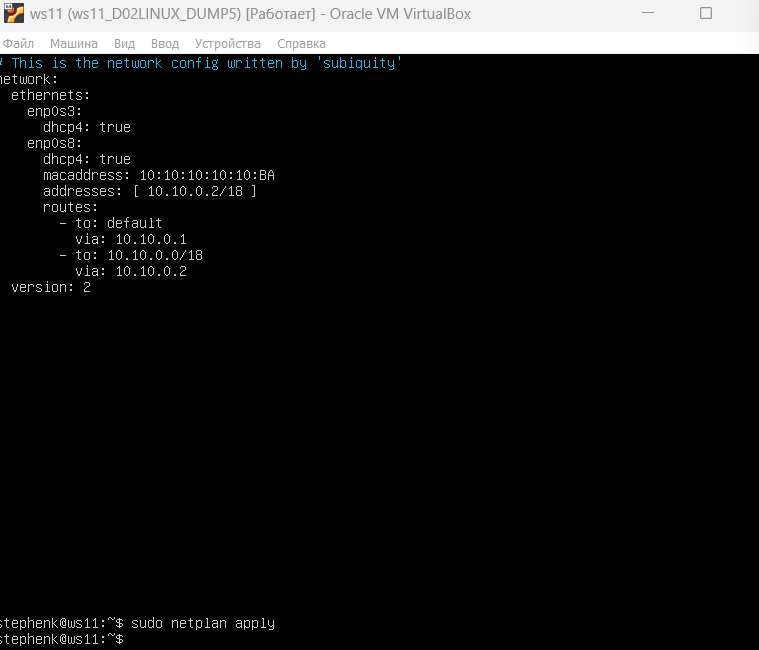 ws11 (ws11_D02LINUX_DUMP5) [Работает] - Oracle VM VirtualBox
Файл Машина Вид Ввод Устройства Справка
# This is the network config written by 'subiquity'
network:
  ethernets:
    enp0s3:
      dhcp4: true
    enp0s8:
      dhcp4: true
      macaddress: 10:10:10:10:10:BA
      addresses: [ 10.10.0.2/18 ]
      routes:
        - to: default
          via: 10.10.0.1
        - to: 10.10.0.0/18
          via: 10.10.0.2
  version: 2
stephenk@ws11:~$ sudo netplan apply
stephenk@ws11:~$